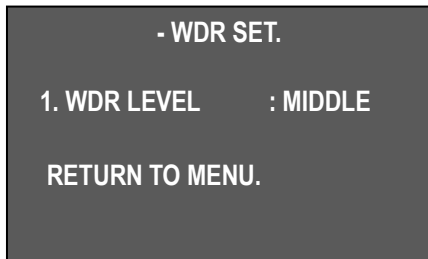 - WDR SET.
1. WDR LEVEL : MIDDLE
RETURN TO MENU.